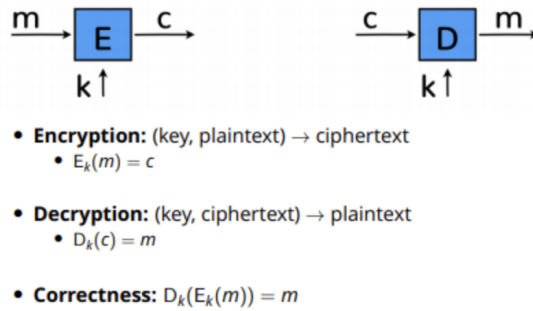 m c c m
E D
k k
• Encryption: (key, plaintext) → ciphertext
• Eₖ(m) = c
• Decryption: (key, ciphertext) → plaintext
• Dₖ(c) = m
• Correctness: Dₖ(Eₖ(m)) = m